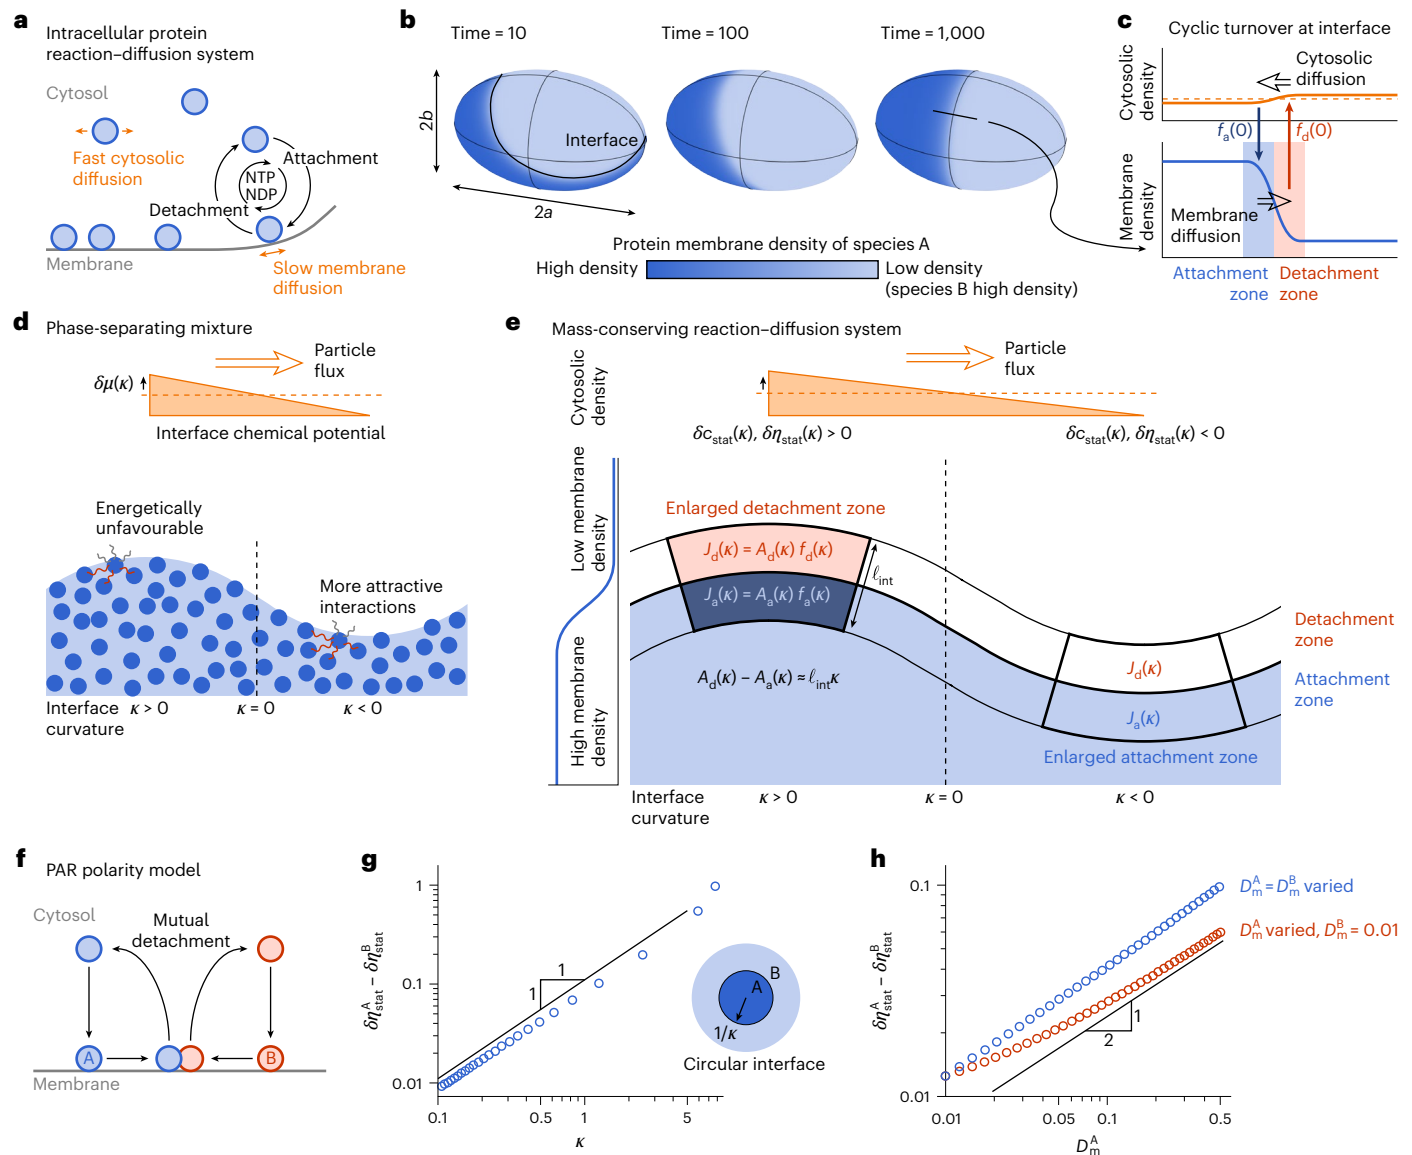 a
Intracellular protein
reaction–diffusion system
Cytosol
Fast cytosolic
diffusion
NTP
NDP
Attachment
Detachment
Membrane
Slow membrane
diffusion
b
Time = 10
Time = 100
Time = 1,000
2b
Interface
2a
Protein membrane density of species A
High density
Low density
(species B high density)
c
Cyclic turnover at interface
Cytosolic
density
Cytosolic
diffusion
fa(0)
fd(0)
Membrane
density
Membrane
diffusion
Attachment
zone
Detachment
zone
d
Phase-separating mixture
Particle
flux
δμ(κ)
Interface chemical potential
Energetically
unfavourable
More attractive
interactions
Interface
curvature
κ > 0
κ = 0
κ < 0
e
Mass-conserving reaction–diffusion system
Cytosolic
density
Particle
flux
δcstat(κ), δηstat(κ) > 0
δcstat(κ), δηstat(κ) < 0
Low membrane
density
High membrane
density
Enlarged detachment zone
Jd(κ) = Ad(κ) fd(κ)
Ja(κ) = Aa(κ) fa(κ)
ℓint
Ad(κ) – Aa(κ) ≈ ℓintκ
Detachment
zone
Jd(κ)
Attachment
zone
Ja(κ)
Enlarged attachment zone
Interface
curvature
κ > 0
κ = 0
κ < 0
f
PAR polarity model
Cytosol
Mutual
detachment
A
B
Membrane
g
δηAstat – δηBstat
1
0.1
0.01
1
1
A
B
1/κ
Circular interface
0.1
0.5
1
5
κ
h
δηAstat – δηBstat
0.1
0.01
DAm = DBm varied
DAm varied, DBm = 0.01
1
2
0.01
0.05
0.1
0.5
DAm